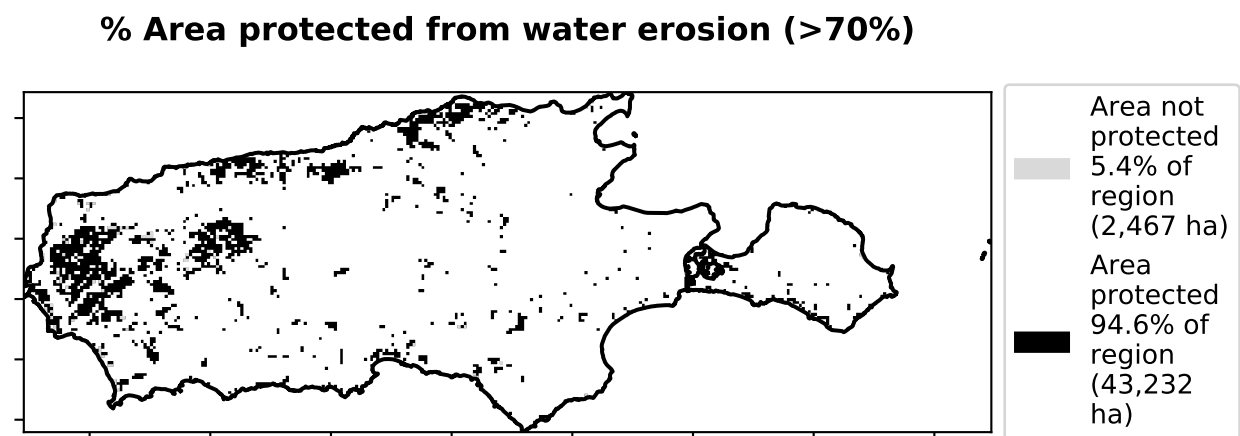 % Area protected from water erosion (>70%)
Area not
protected
5.4% of
region
(2,467 ha)
Area
protected
94.6% of
region
(43,232
ha)